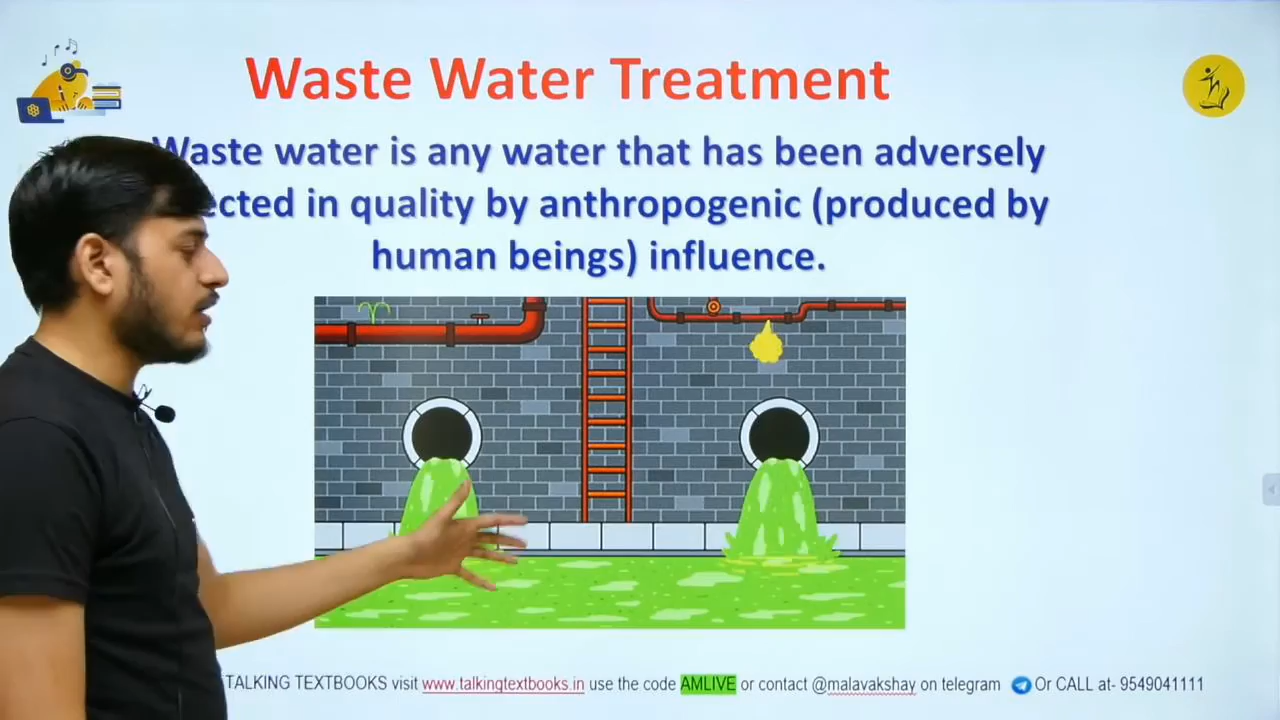 Waste Water Treatment
Waste water is any water that has been adversely
ected in quality by anthropogenic (produced by
human beings) influence.
TALKING TEXTBOOKS visit www.talkingtextbooks.in use the code AMLIVE or contact @malavakshay on telegram Or CALL at- 9549041111